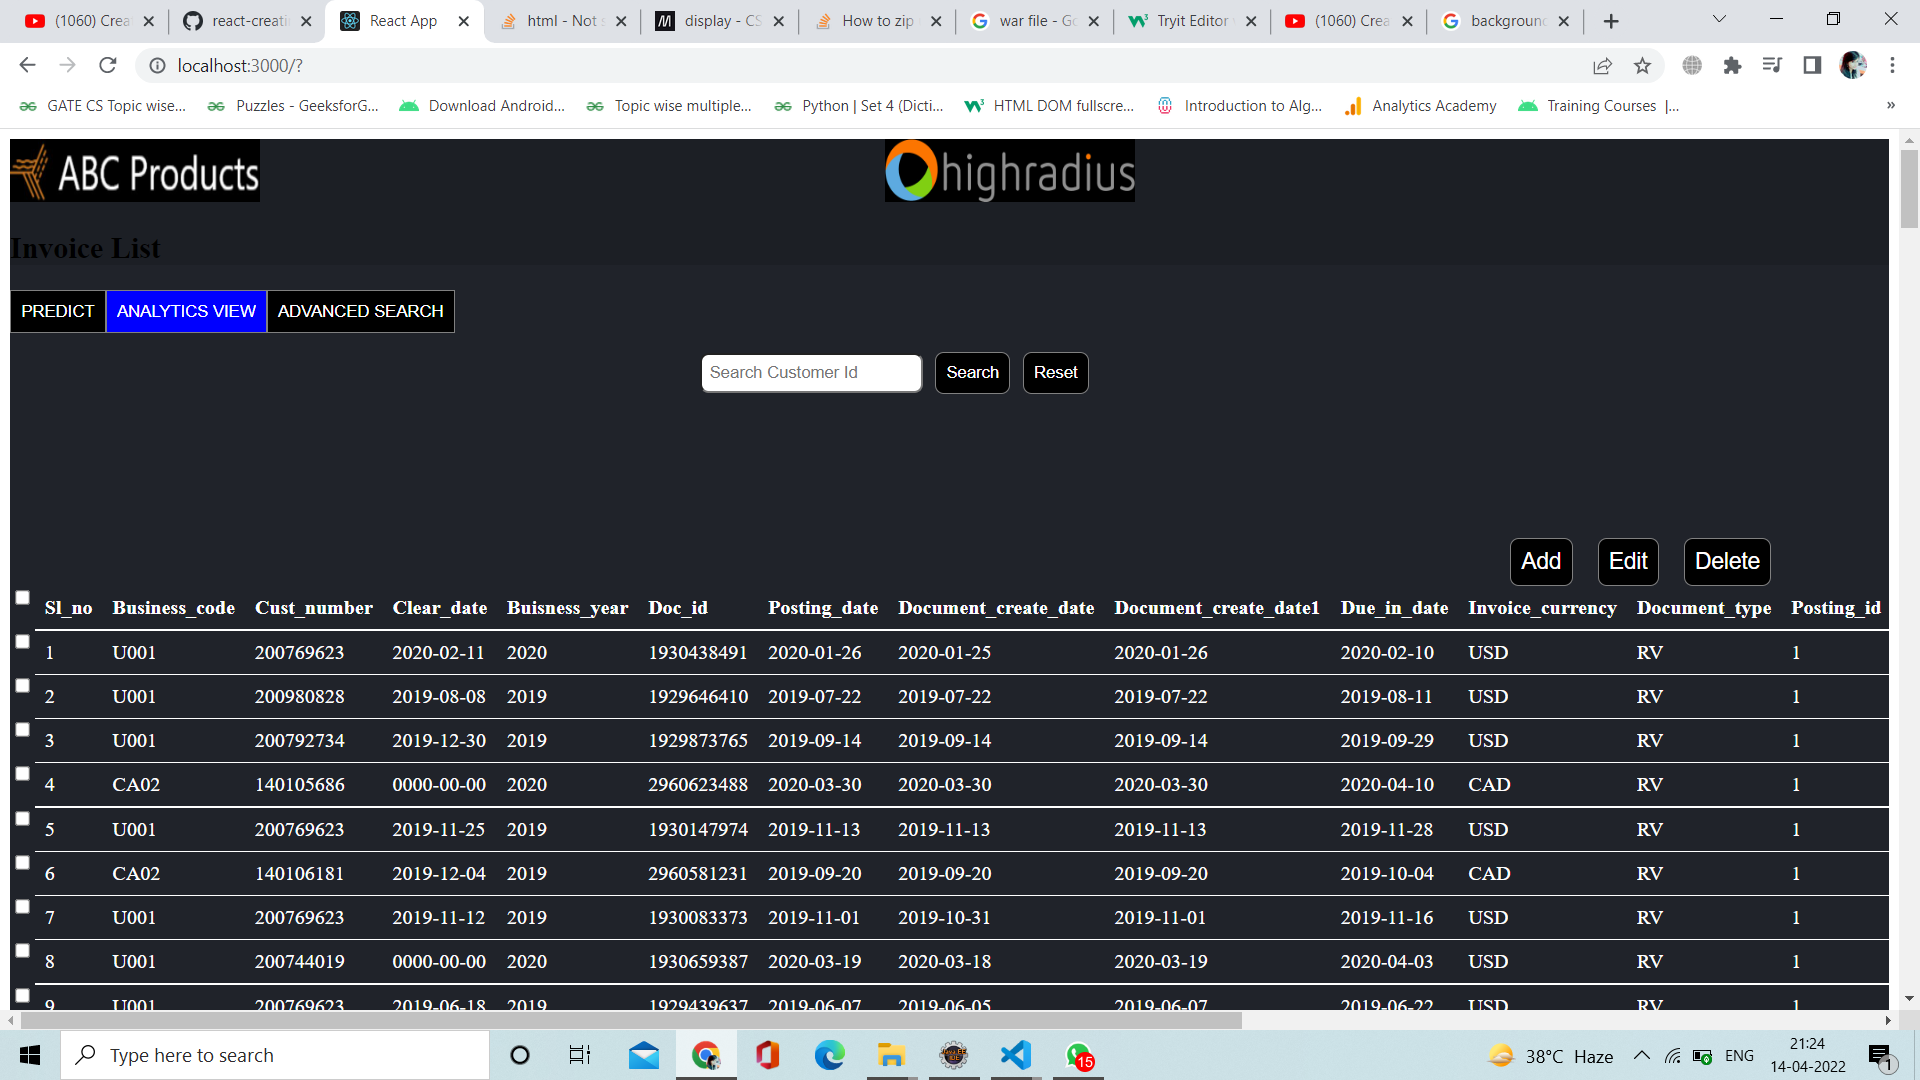 (1060) Crea
react-creati
React App
html - Not s
display - CS
How to zip
war file - Go
Tryit Editor
(1060) Crea
background
localhost:3000/?
GATE CS Topic wise...
Puzzles - GeeksforG...
Download Android...
Topic wise multiple...
Python | Set 4 (Dicti...
HTML DOM fullscre...
Introduction to Alg...
Analytics Academy
Training Courses |...
»
ABC Products
highradius
Invoice List
PREDICT ANALYTICS VIEW ADVANCED SEARCH
Search Customer Id Search Reset
Add Edit Delete
Sl_no Business_code Cust_number Clear_date Buisness_year Doc_id Posting_date Document_create_date Document_create_date1 Due_in_date Invoice_currency Document_type Posting_id
1 U001 200769623 2020-02-11 2020 1930438491 2020-01-26 2020-01-25 2020-01-26 2020-02-10 USD RV 1
2 U001 200980828 2019-08-08 2019 1929646410 2019-07-22 2019-07-22 2019-07-22 2019-08-11 USD RV 1
3 U001 200792734 2019-12-30 2019 1929873765 2019-09-14 2019-09-14 2019-09-14 2019-09-29 USD RV 1
4 CA02 140105686 0000-00-00 2020 2960623488 2020-03-30 2020-03-30 2020-03-30 2020-04-10 CAD RV 1
5 U001 200769623 2019-11-25 2019 1930147974 2019-11-13 2019-11-13 2019-11-13 2019-11-28 USD RV 1
6 CA02 140106181 2019-12-04 2019 2960581231 2019-09-20 2019-09-20 2019-09-20 2019-10-04 CAD RV 1
7 U001 200769623 2019-11-12 2019 1930083373 2019-11-01 2019-10-31 2019-11-01 2019-11-16 USD RV 1
8 U001 200744019 0000-00-00 2020 1930659387 2020-03-19 2020-03-18 2020-03-19 2020-04-03 USD RV 1
9 U001 200769623 2019-06-18 2019 1929439637 2019-06-07 2019-06-05 2019-06-07 2019-06-22 USD RV 1
Type here to search
15
38°C Haze
ENG
21:24
14-04-2022
1